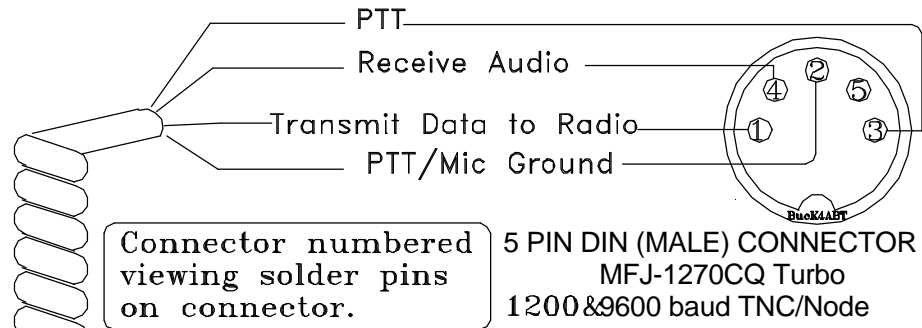 PTT
Receive Audio
Transmit Data to Radio
PTT/Mic Ground
2
4
5
1
3
BucK4ABT
Connector numbered
viewing solder pins
on connector.
5 PIN DIN (MALE) CONNECTOR
MFJ-1270CQ Turbo
1200&9600 baud TNC/Node